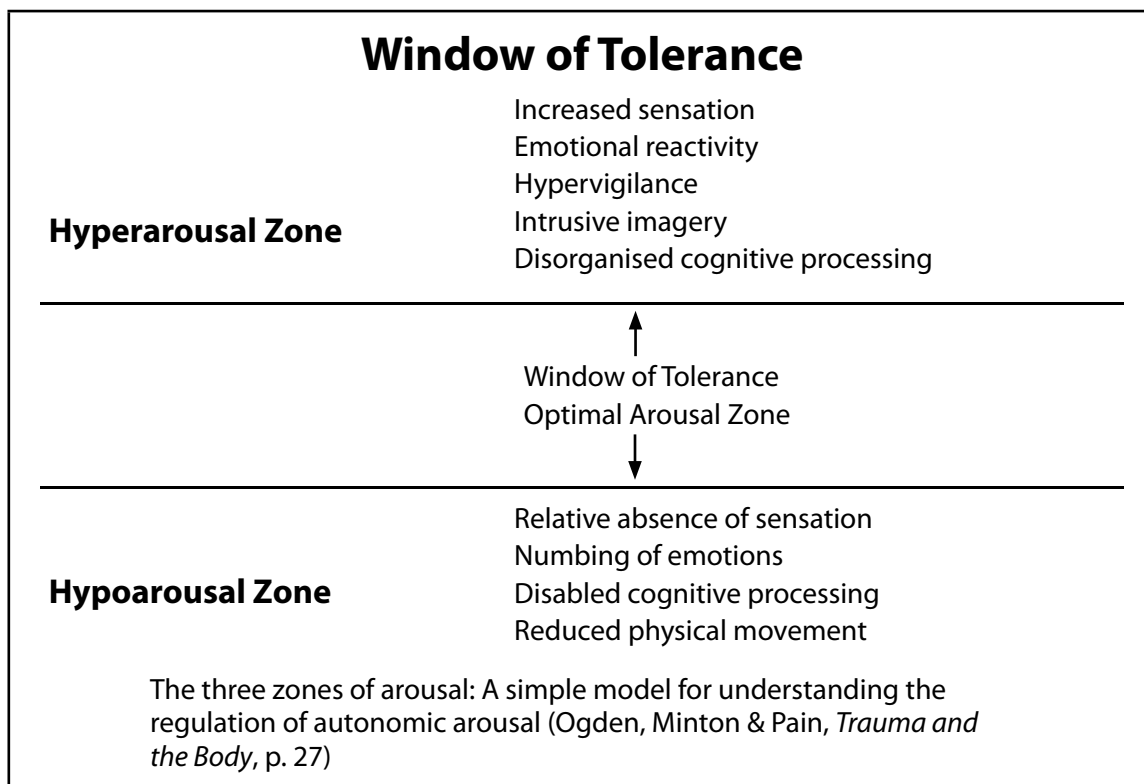 Window of Tolerance
Increased sensation
Emotional reactivity
Hypervigilance
Hyperarousal Zone
Intrusive imagery
Disorganised cognitive processing
Window of Tolerance
Optimal Arousal Zone
Relative absence of sensation
Numbing of emotions
Hypoarousal Zone
Disabled cognitive processing
Reduced physical movement
The three zones of arousal: A simple model for understanding the
regulation of autonomic arousal (Ogden, Minton & Pain, Trauma and
the Body, p. 27)